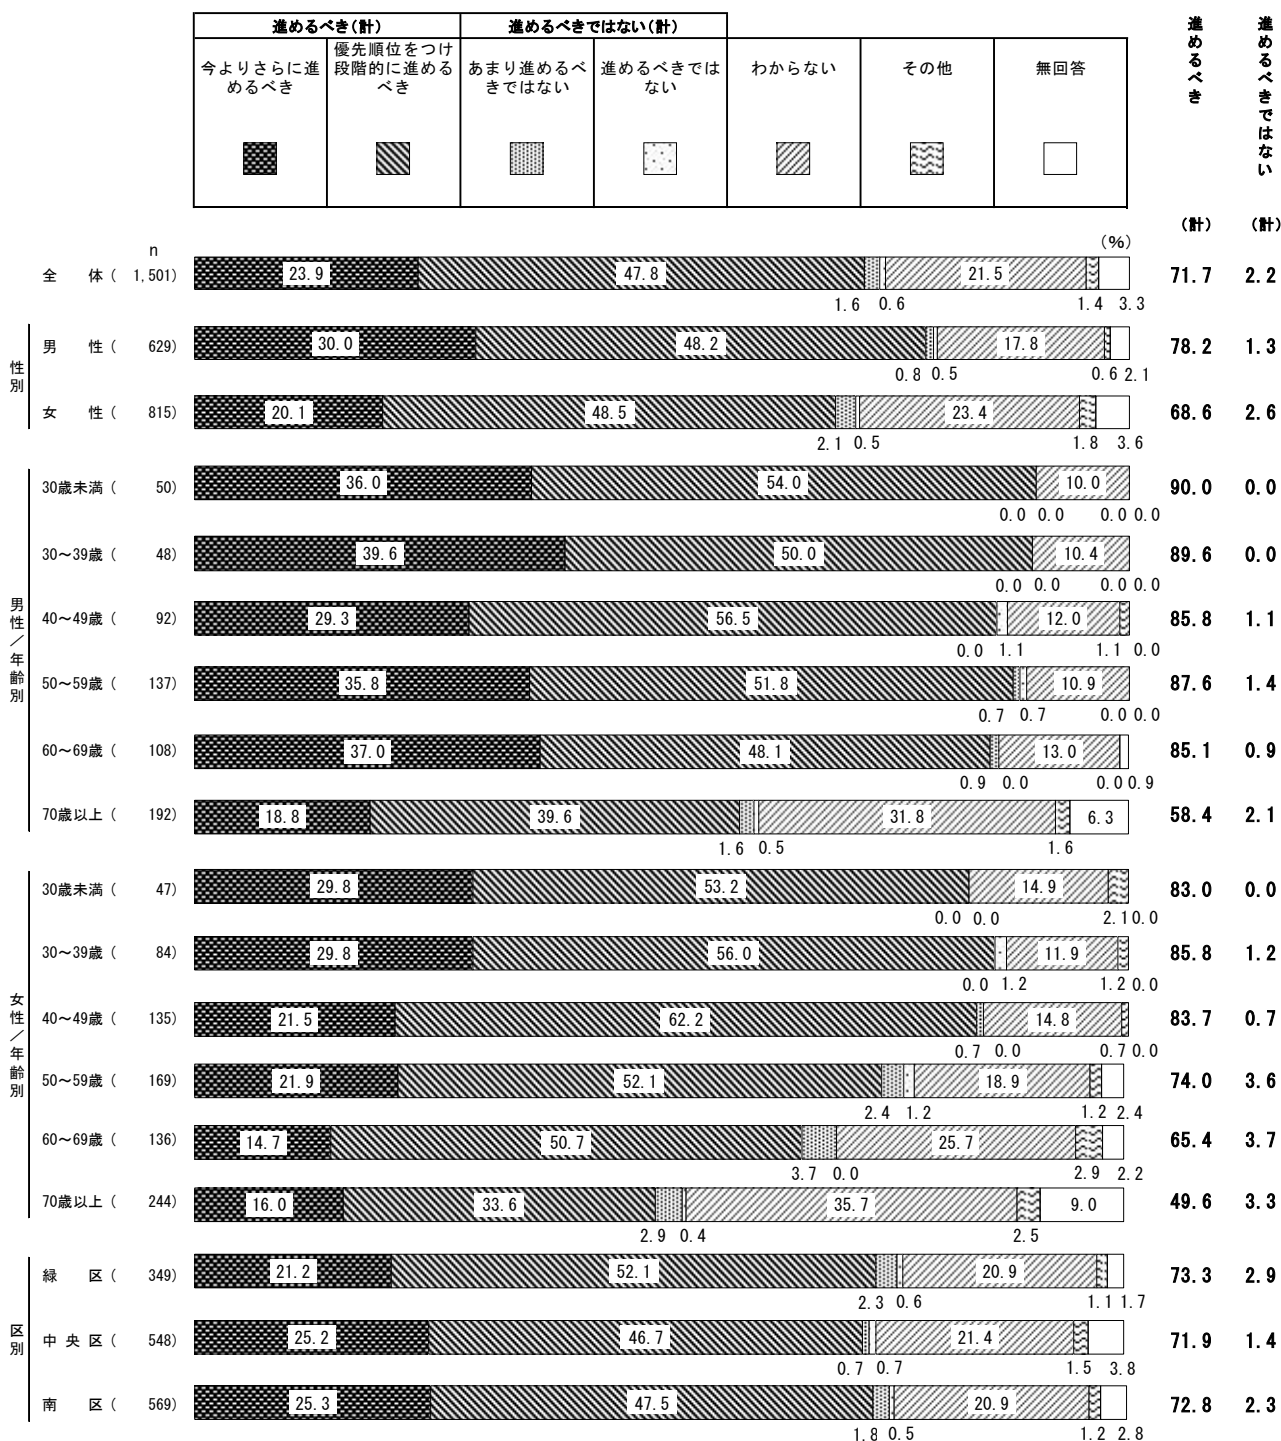 進めるべき(計) 進めるべきではない(計)
今よりさらに進めるべき 優先順位をつけ段階的に進めるべき あまり進めるべきではない 進めるべきではない わからない その他 無回答
進めるべき(計) 進めるべきではない(計)
n (%)
全 体 ( 1,501) 23.9 47.8 21.5 71.7 2.2
1.6 0.6 1.4 3.3
性別
男 性 ( 629) 30.0 48.2 17.8 78.2 1.3
0.8 0.5 0.6 2.1
女 性 ( 815) 20.1 48.5 23.4 68.6 2.6
2.1 0.5 1.8 3.6
男性/年齢別
30歳未満 ( 50) 36.0 54.0 10.0 90.0 0.0
0.0 0.0 0.0 0.0
30~39歳 ( 48) 39.6 50.0 10.4 89.6 0.0
0.0 0.0 0.0 0.0
40~49歳 ( 92) 29.3 56.5 12.0 85.8 1.1
0.0 1.1 1.1 0.0
50~59歳 ( 137) 35.8 51.8 10.9 87.6 1.4
0.7 0.7 0.0 0.0
60~69歳 ( 108) 37.0 48.1 13.0 85.1 0.9
0.9 0.0 0.0 0.9
70歳以上 ( 192) 18.8 39.6 31.8 6.3 58.4 2.1
1.6 0.5 1.6
女性/年齢別
30歳未満 ( 47) 29.8 53.2 14.9 83.0 0.0
0.0 0.0 2.1 0.0
30~39歳 ( 84) 29.8 56.0 11.9 85.8 1.2
0.0 1.2 1.2 0.0
40~49歳 ( 135) 21.5 62.2 14.8 83.7 0.7
0.7 0.0 0.7 0.0
50~59歳 ( 169) 21.9 52.1 18.9 74.0 3.6
2.4 1.2 1.2 2.4
60~69歳 ( 136) 14.7 50.7 25.7 65.4 3.7
3.7 0.0 2.9 2.2
70歳以上 ( 244) 16.0 33.6 35.7 9.0 49.6 3.3
2.9 0.4 2.5
区別
緑 区 ( 349) 21.2 52.1 20.9 73.3 2.9
2.3 0.6 1.1 1.7
中 央 区 ( 548) 25.2 46.7 21.4 71.9 1.4
0.7 0.7 1.5 3.8
南 区 ( 569) 25.3 47.5 20.9 72.8 2.3
1.8 0.5 1.2 2.8